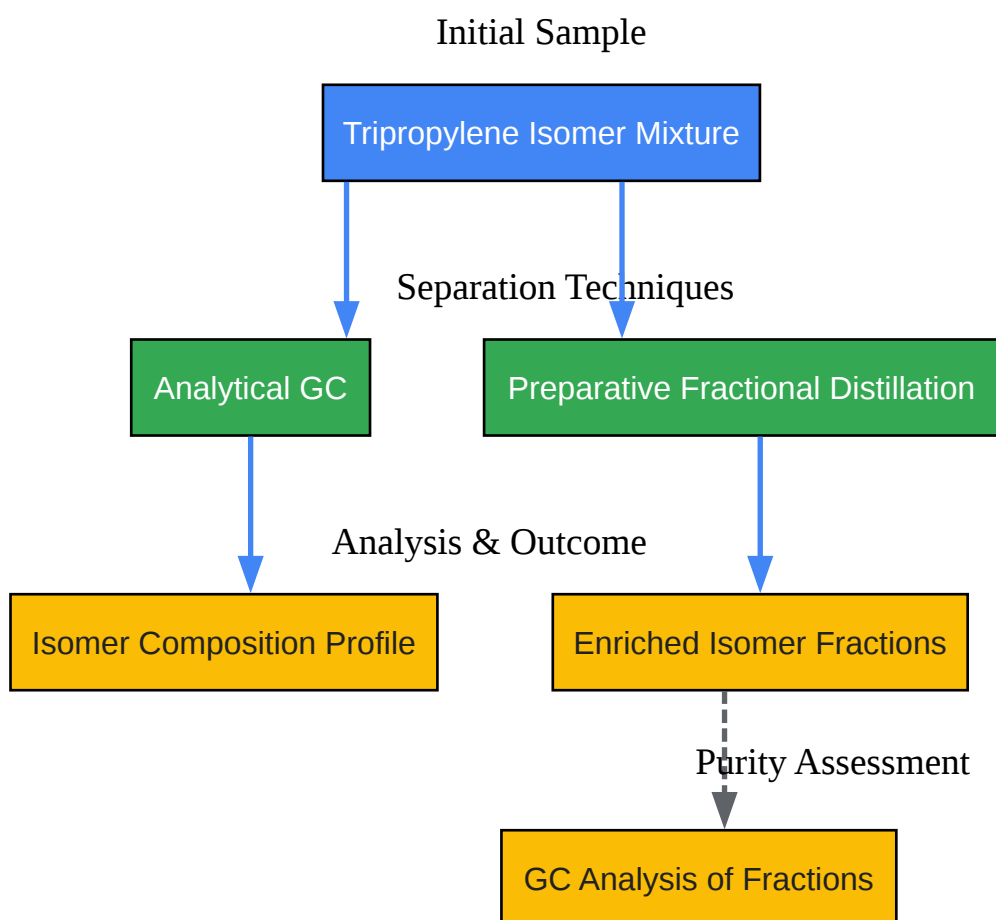 Initial Sample
Tripropylene Isomer Mixture
Separation Techniques
Analytical GC
Preparative Fractional Distillation
Analysis & Outcome
Isomer Composition Profile
Enriched Isomer Fractions
Purity Assessment
GC Analysis of Fractions